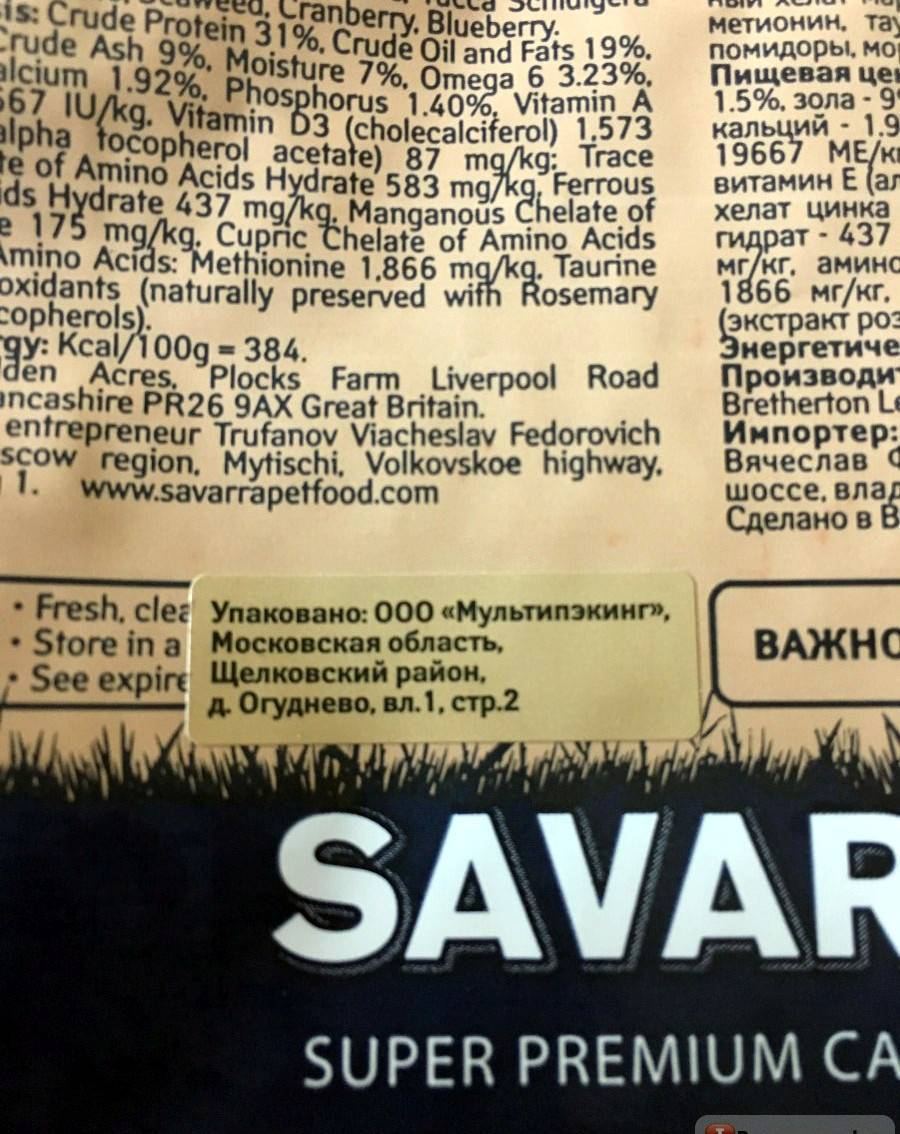 Cranberry, Blueberry.
sis: Crude Protein 31%, Crude Oil and Fats 19%,
Crude Ash 9%, Moisture 7%, Omega 6 3.23%,
alcium 1.92%, Phosphorus 1.40%, Vitamin A
667 IU/kg, Vitamin D3 (cholecalciferol) 1,573
alpha tocopherol acetate) 87 mg/kg: Trace
te of Amino Acids Hydrate 583 mg/kg, Ferrous
ids Hydrate 437 mg/kg, Manganous Chelate of
e 175 mg/kg, Cupric Chelate of Amino Acids
Amino Acids: Methionine 1,866 mg/kg, Taurine
oxidants (naturally preserved with Rosemary
copherols).
rgy: Kcal/100g = 384.
lden Acres, Plocks Farm Liverpool Road
ancashire PR26 9AX Great Britain.
entrepreneur Trufanov Viacheslav Fedorovich
scow region, Mytischi, Volkovskoe highway,
1. www.savarrapetfood.com
метионин, тау
помидоры, мор
Пищевая цен
1.5%, зола - 9%
кальций - 1.9
19667 МЕ/кг
витамин Е (ал
хелат цинка
гидрат - 437
мг/кг, амино
1866 мг/кг,
(экстракт роз
Энергетиче
Производит
Bretherton Le
Импортер:
Вячеслав Ф
шоссе, влад
Сделано в В
• Fresh, clea
• Store in a
• See expire
Упаковано: ООО «Мультипэкинг»,
Московская область,
Щелковский район,
д. Огуднево, вл.1, стр.2
ВАЖНО
SAVAR
SUPER PREMIUM CA